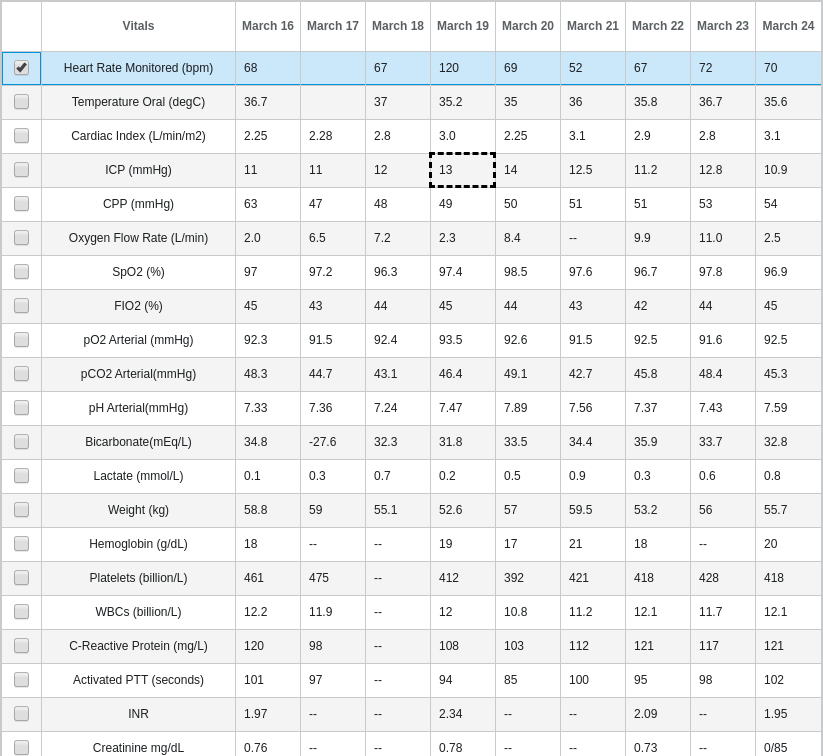 Vitals March 16 March 17 March 18 March 19 March 20 March 21 March 22 March 23 March 24
Heart Rate Monitored (bpm) 68 67 120 69 52 67 72 70
Temperature Oral (degC) 36.7 37 35.2 35 36 35.8 36.7 35.6
Cardiac Index (L/min/m2) 2.25 2.28 2.8 3.0 2.25 3.1 2.9 2.8 3.1
ICP (mmHg) 11 11 12 13 14 12.5 11.2 12.8 10.9
CPP (mmHg) 63 47 48 49 50 51 51 53 54
Oxygen Flow Rate (L/min) 2.0 6.5 7.2 2.3 8.4 -- 9.9 11.0 2.5
SpO2 (%) 97 97.2 96.3 97.4 98.5 97.6 96.7 97.8 96.9
FIO2 (%) 45 43 44 45 44 43 42 44 45
pO2 Arterial (mmHg) 92.3 91.5 92.4 93.5 92.6 91.5 92.5 91.6 92.5
pCO2 Arterial(mmHg) 48.3 44.7 43.1 46.4 49.1 42.7 45.8 48.4 45.3
pH Arterial(mmHg) 7.33 7.36 7.24 7.47 7.89 7.56 7.37 7.43 7.59
Bicarbonate(mEq/L) 34.8 -27.6 32.3 31.8 33.5 34.4 35.9 33.7 32.8
Lactate (mmol/L) 0.1 0.3 0.7 0.2 0.5 0.9 0.3 0.6 0.8
Weight (kg) 58.8 59 55.1 52.6 57 59.5 53.2 56 55.7
Hemoglobin (g/dL) 18 -- -- 19 17 21 18 -- 20
Platelets (billion/L) 461 475 -- 412 392 421 418 428 418
WBCs (billion/L) 12.2 11.9 -- 12 10.8 11.2 12.1 11.7 12.1
C-Reactive Protein (mg/L) 120 98 -- 108 103 112 121 117 121
Activated PTT (seconds) 101 97 -- 94 85 100 95 98 102
INR 1.97 -- -- 2.34 -- -- 2.09 -- 1.95
Creatinine mg/dL 0.76 -- -- 0.78 -- -- 0.73 -- 0/85